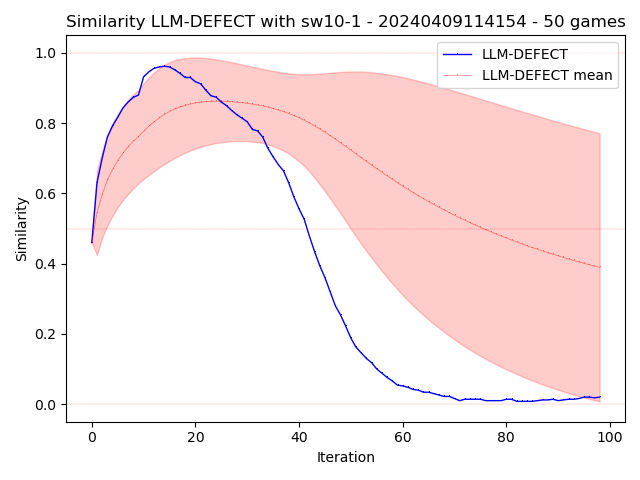 Similarity LLM-DEFECT with sw10-1 - 20240409114154 - 50 games
LLM-DEFECT
LLM-DEFECT mean
Similarity
1.0
0.8
0.6
0.4
0.2
0.0
0 20 40 60 80 100
Iteration